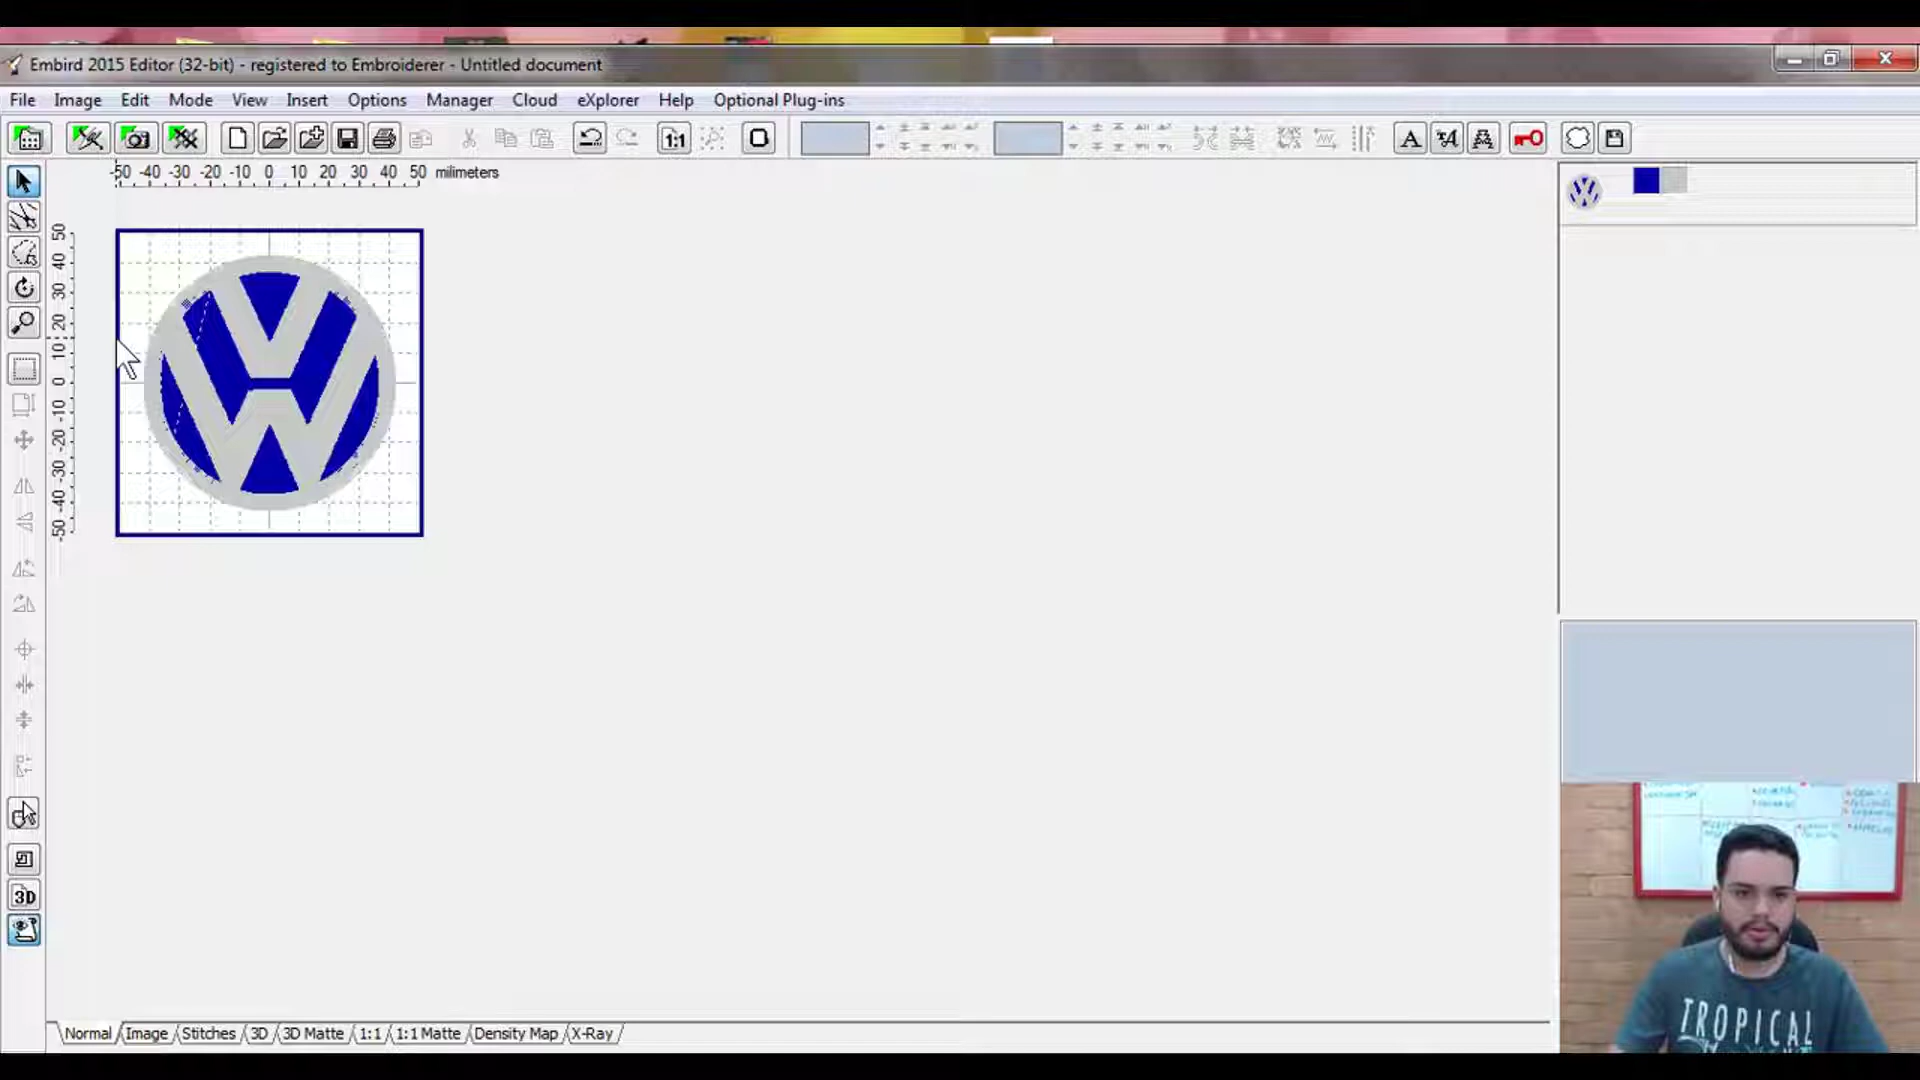 Embird 2015 Editor (32-bit) - registered to Embroiderer - Untitled document
File Image Edit Mode View Insert Options Manager Cloud eXplorer Help Optional Plug-ins
1:1 A A A
-50 -40 -30 -20 -10 0 10 20 30 40 50 milimeters
50
40
30
20
10
0
-10
-20
-30
-40
-50
3D
TROPICAL
Normal Image Stitches 3D 3D Matte 1:1 1:1 Matte Density Map X-Ray